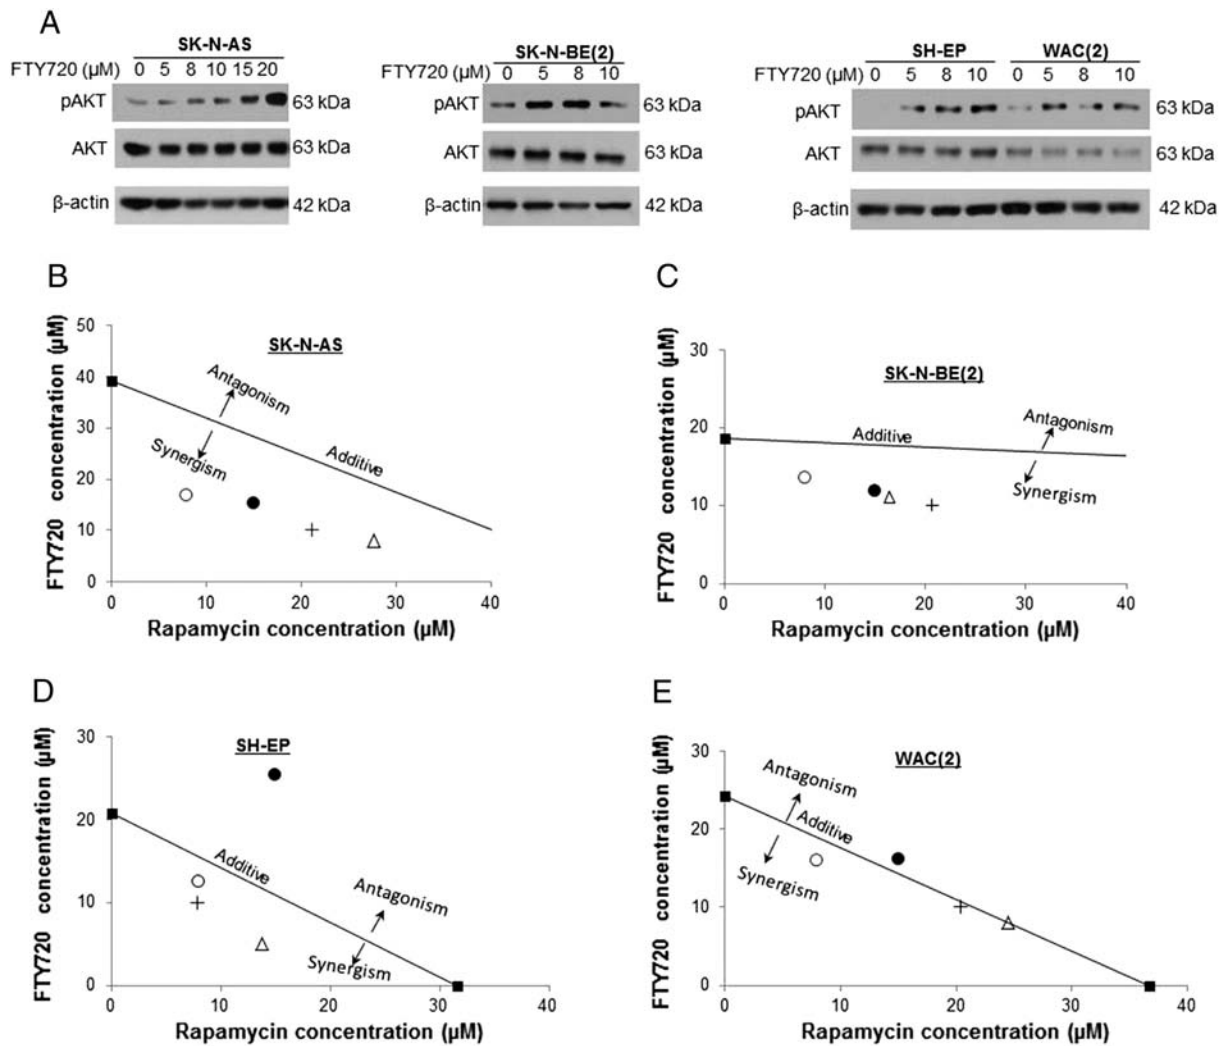 A
SK-N-AS
FTY720 (µM) 0 5 8 10 15 20
pAKT 63 kDa
AKT 63 kDa
β-actin 42 kDa
SK-N-BE(2)
FTY720 (µM) 0 5 8 10
pAKT 63 kDa
AKT 63 kDa
β-actin 42 kDa
SH-EP WAC(2)
FTY720 (µM) 0 5 8 10 0 5 8 10
pAKT 63 kDa
AKT 63 kDa
β-actin 42 kDa
B
SK-N-AS
FTY720 concentration (µM)
50
40
30
20
10
0
Antagonism
Synergism
Additive
0 10 20 30 40
Rapamycin concentration (µM)
C
SK-N-BE(2)
FTY720 concentration (µM)
30
20
10
0
Additive
Antagonism
Synergism
0 10 20 30 40
Rapamycin concentration (µM)
D
SH-EP
FTY720 concentration (µM)
30
20
10
0
Additive
Antagonism
Synergism
0 10 20 30 40
Rapamycin concentration (µM)
E
WAC(2)
FTY720 concentration (µM)
30
20
10
0
Antagonism
Additive
Synergism
0 10 20 30 40
Rapamycin concentration (µM)